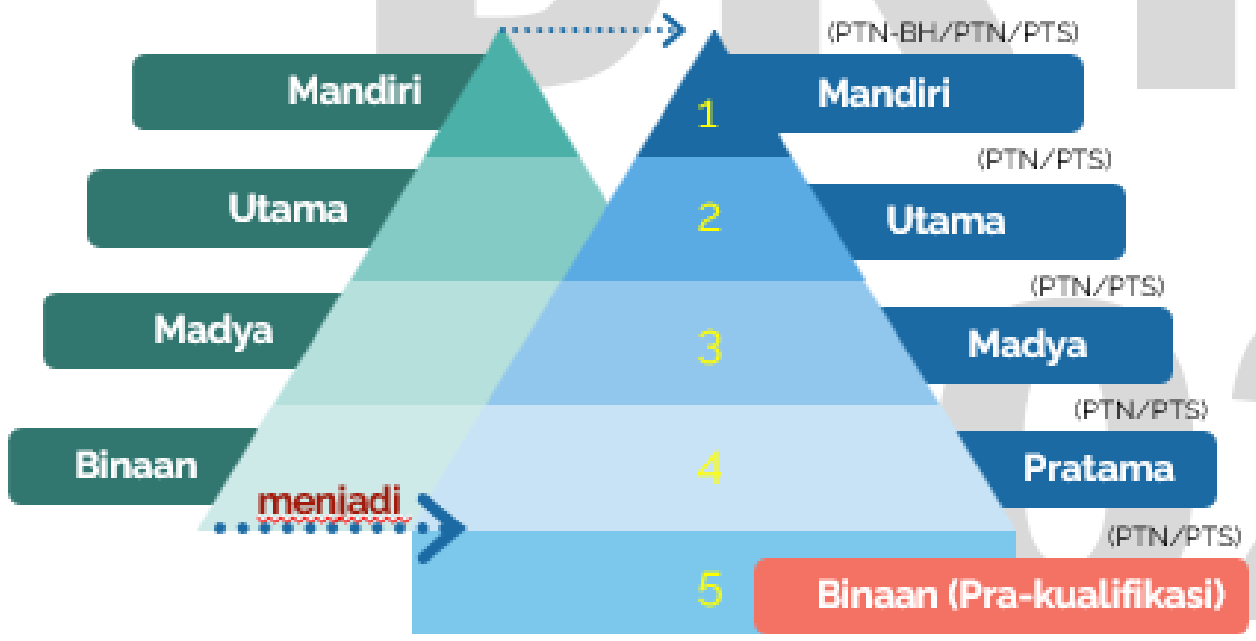 (PTN-BH/PTN/PTS)
Mandiri
Mandiri
1
(PTN/PTS)
Utama
Utama
2
(PTN/PTS)
Madya
Madya
3
(PTN/PTS)
Binaan
Pratama
4
menjadi
(PTN/PTS)
5
Binaan (Pra-kualifikasi)